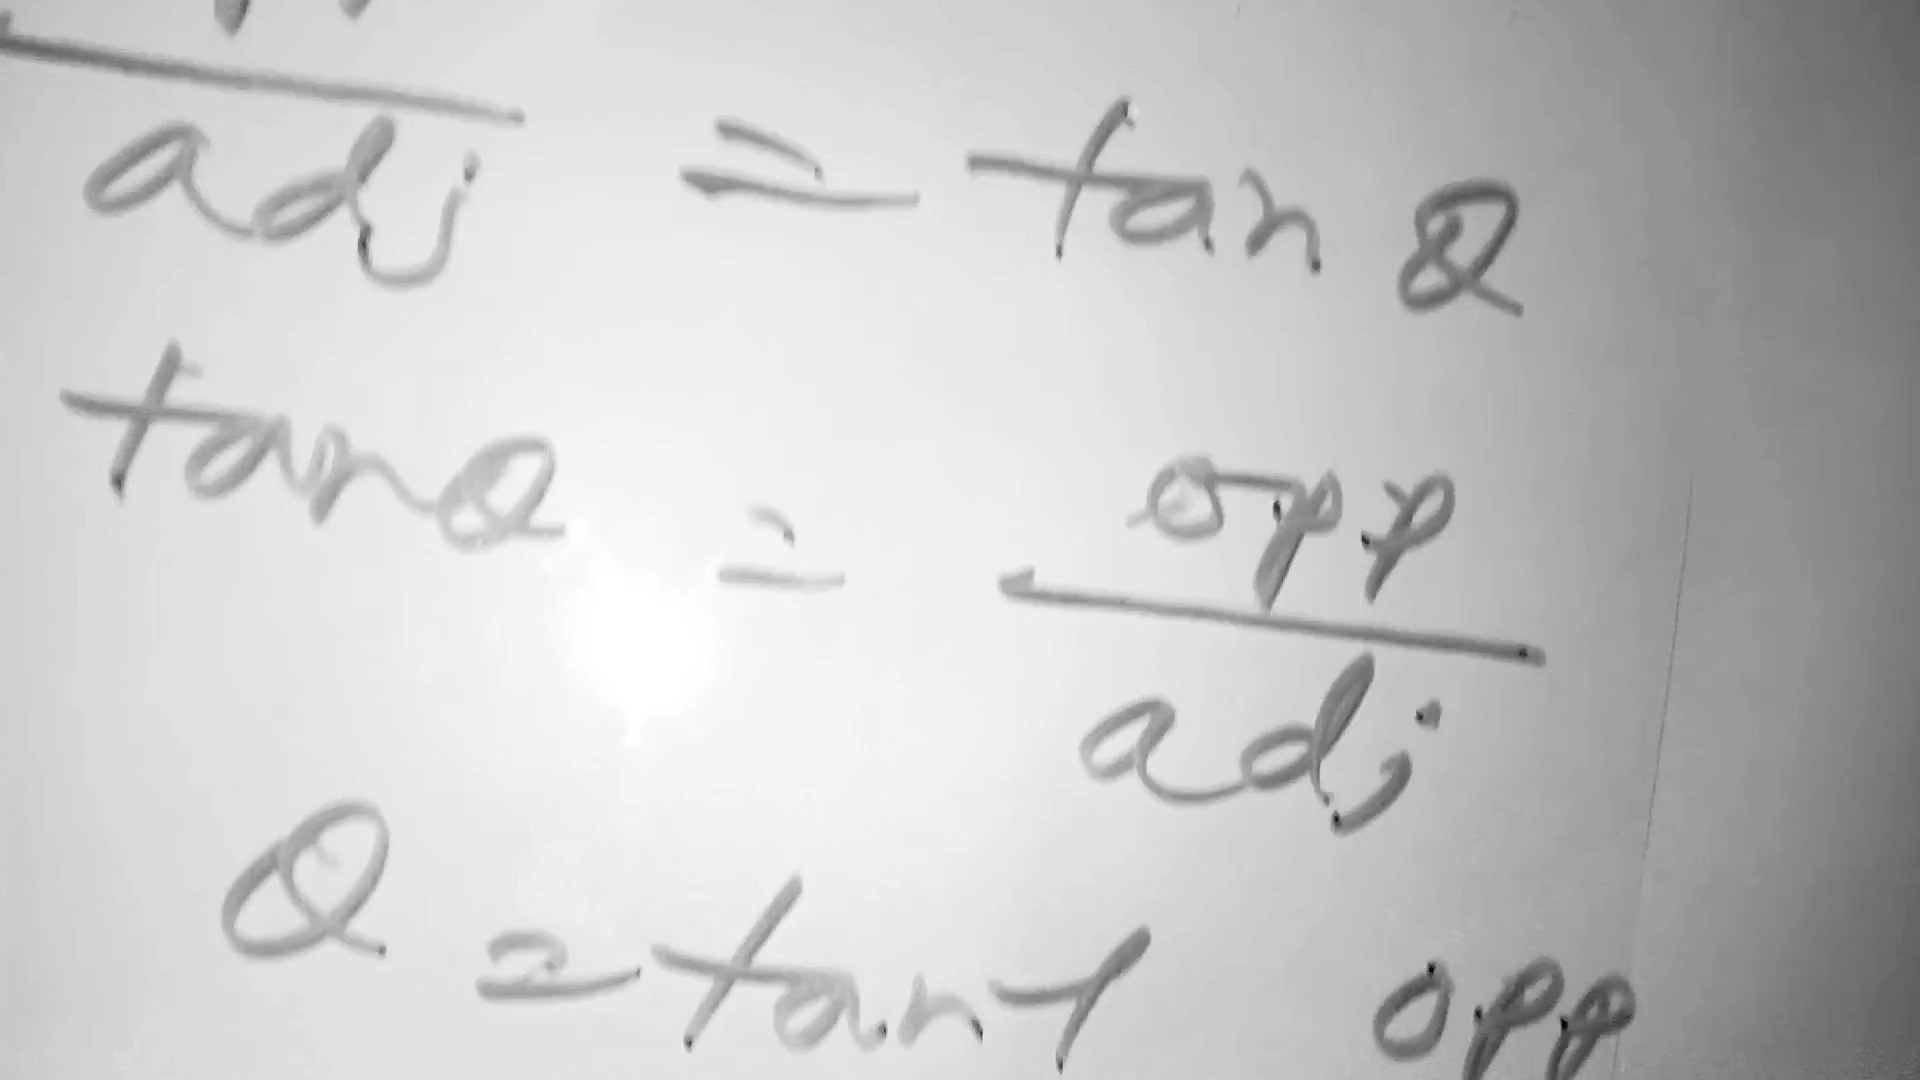 adj = tan θ
tan θ = opp
adj
θ = tan-1 opp